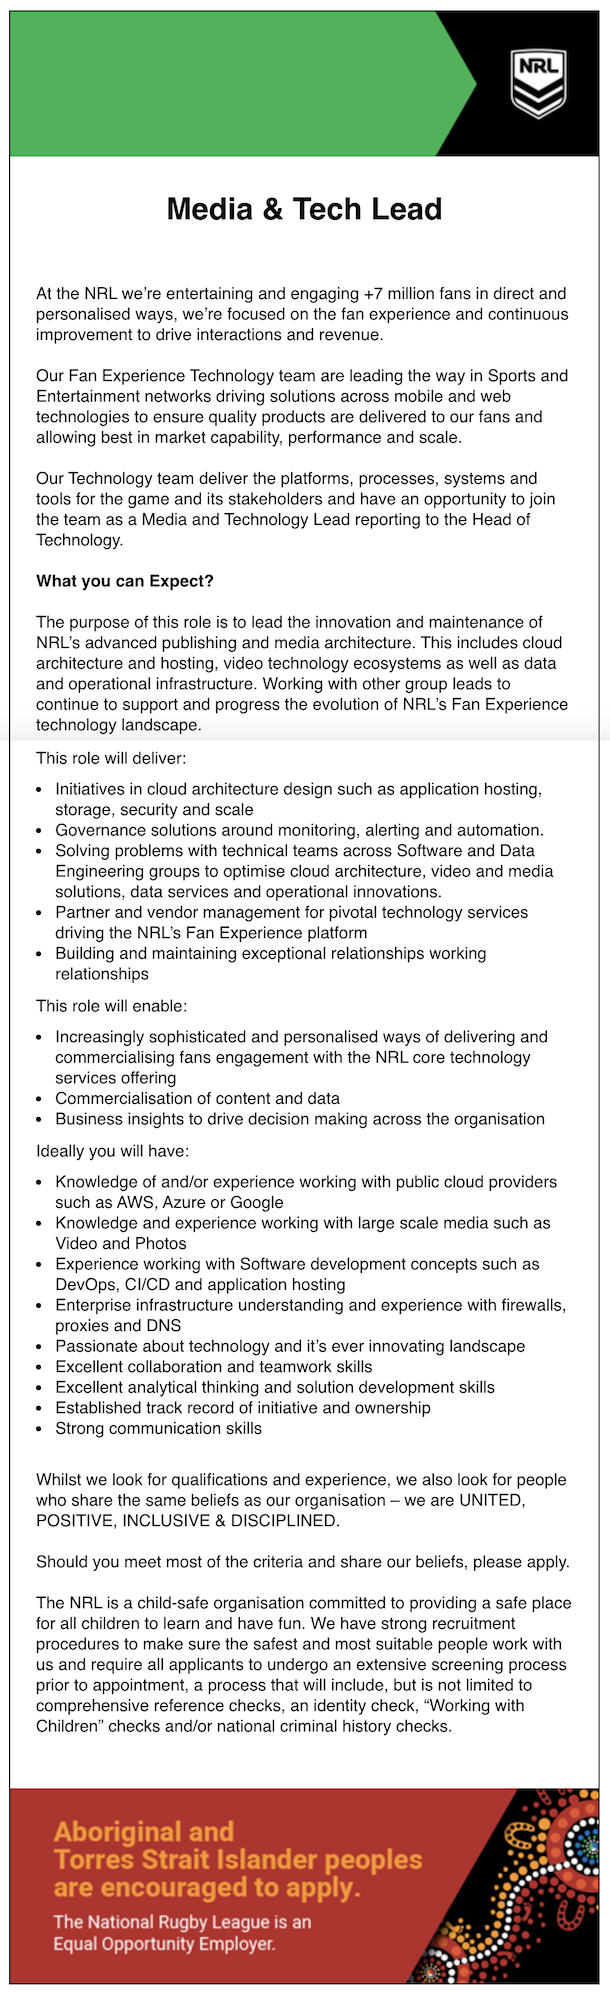 NRL
Media & Tech Lead
At the NRL we’re entertaining and engaging +7 million fans in direct and
personalised ways, we’re focused on the fan experience and continuous
improvement to drive interactions and revenue.
Our Fan Experience Technology team are leading the way in Sports and
Entertainment networks driving solutions across mobile and web
technologies to ensure quality products are delivered to our fans and
allowing best in market capability, performance and scale.
Our Technology team deliver the platforms, processes, systems and
tools for the game and its stakeholders and have an opportunity to join
the team as a Media and Technology Lead reporting to the Head of
Technology.
What you can Expect?
The purpose of this role is to lead the innovation and maintenance of
NRL’s advanced publishing and media architecture. This includes cloud
architecture and hosting, video technology ecosystems as well as data
and operational infrastructure. Working with other group leads to
continue to support and progress the evolution of NRL’s Fan Experience
technology landscape.
This role will deliver:
• Initiatives in cloud architecture design such as application hosting,
storage, security and scale
• Governance solutions around monitoring, alerting and automation.
• Solving problems with technical teams across Software and Data
Engineering groups to optimise cloud architecture, video and media
solutions, data services and operational innovations.
• Partner and vendor management for pivotal technology services
driving the NRL’s Fan Experience platform
• Building and maintaining exceptional relationships working
relationships
This role will enable:
• Increasingly sophisticated and personalised ways of delivering and
commercialising fans engagement with the NRL core technology
services offering
• Commercialisation of content and data
• Business insights to drive decision making across the organisation
Ideally you will have:
• Knowledge of and/or experience working with public cloud providers
such as AWS, Azure or Google
• Knowledge and experience working with large scale media such as
Video and Photos
• Experience working with Software development concepts such as
DevOps, CI/CD and application hosting
• Enterprise infrastructure understanding and experience with firewalls,
proxies and DNS
• Passionate about technology and it’s ever innovating landscape
• Excellent collaboration and teamwork skills
• Excellent analytical thinking and solution development skills
• Established track record of initiative and ownership
• Strong communication skills
Whilst we look for qualifications and experience, we also look for people
who share the same beliefs as our organisation – we are UNITED,
POSITIVE, INCLUSIVE & DISCIPLINED.
Should you meet most of the criteria and share our beliefs, please apply.
The NRL is a child-safe organisation committed to providing a safe place
for all children to learn and have fun. We have strong recruitment
procedures to make sure the safest and most suitable people work with
us and require all applicants to undergo an extensive screening process
prior to appointment, a process that will include, but is not limited to
comprehensive reference checks, an identity check, “Working with
Children” checks and/or national criminal history checks.
Aboriginal and
Torres Strait Islander peoples
are encouraged to apply.
The National Rugby League is an
Equal Opportunity Employer.